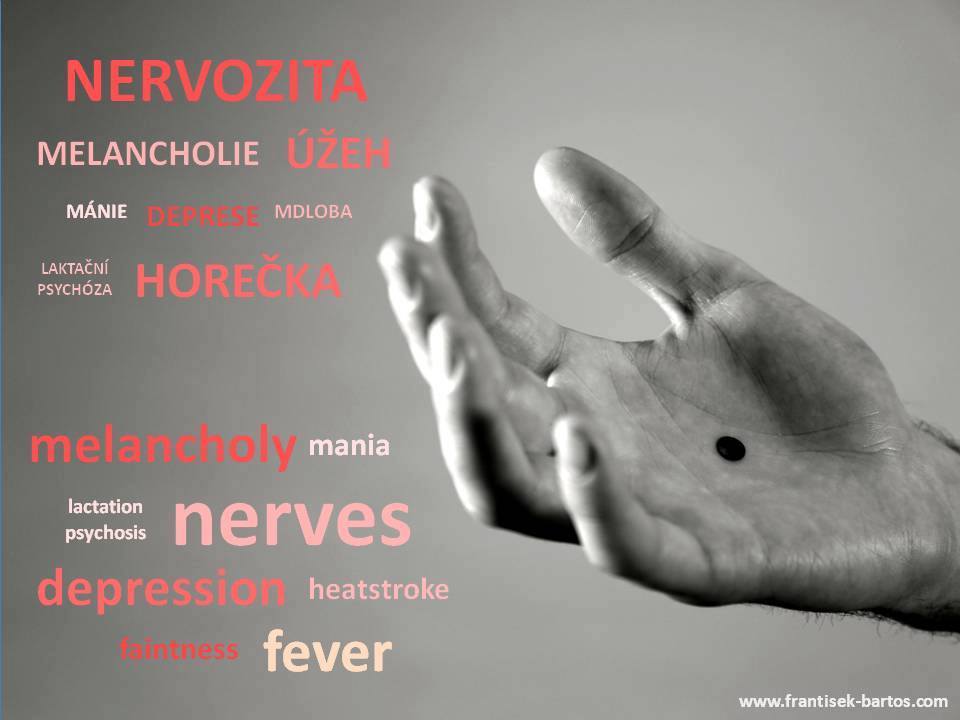 NERVOZITA
MELANCHOLIE ÚŽEH
MÁNIE DEPRESE MDLOBA
LAKTAČNÍ
PSYCHÓZA
HOREČKA
melancholy mania
lactation
psychosis
nerves
depression heatstroke
faintness fever
www.frantisek-bartos.com